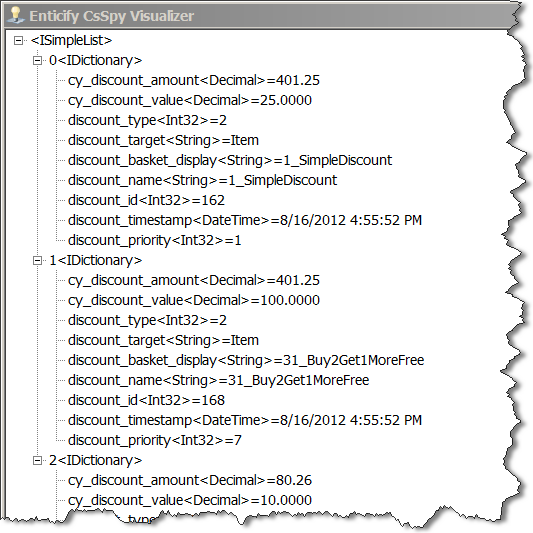 Enticify CsSpy Visualizer
<ISimpleList>
0<IDictionary>
cy_discount_amount<Decimal>=401.25
cy_discount_value<Decimal>=25.0000
discount_type<Int32>=2
discount_target<String>=Item
discount_basket_display<String>=1_SimpleDiscount
discount_name<String>=1_SimpleDiscount
discount_id<Int32>=162
discount_timestamp<DateTime>=8/16/2012 4:55:52 PM
discount_priority<Int32>=1
1<IDictionary>
cy_discount_amount<Decimal>=401.25
cy_discount_value<Decimal>=100.0000
discount_type<Int32>=2
discount_target<String>=Item
discount_basket_display<String>=31_Buy2Get1MoreFree
discount_name<String>=31_Buy2Get1MoreFree
discount_id<Int32>=168
discount_timestamp<DateTime>=8/16/2012 4:55:52 PM
discount_priority<Int32>=7
2<IDictionary>
cy_discount_amount<Decimal>=80.26
cy_discount_value<Decimal>=10.0000